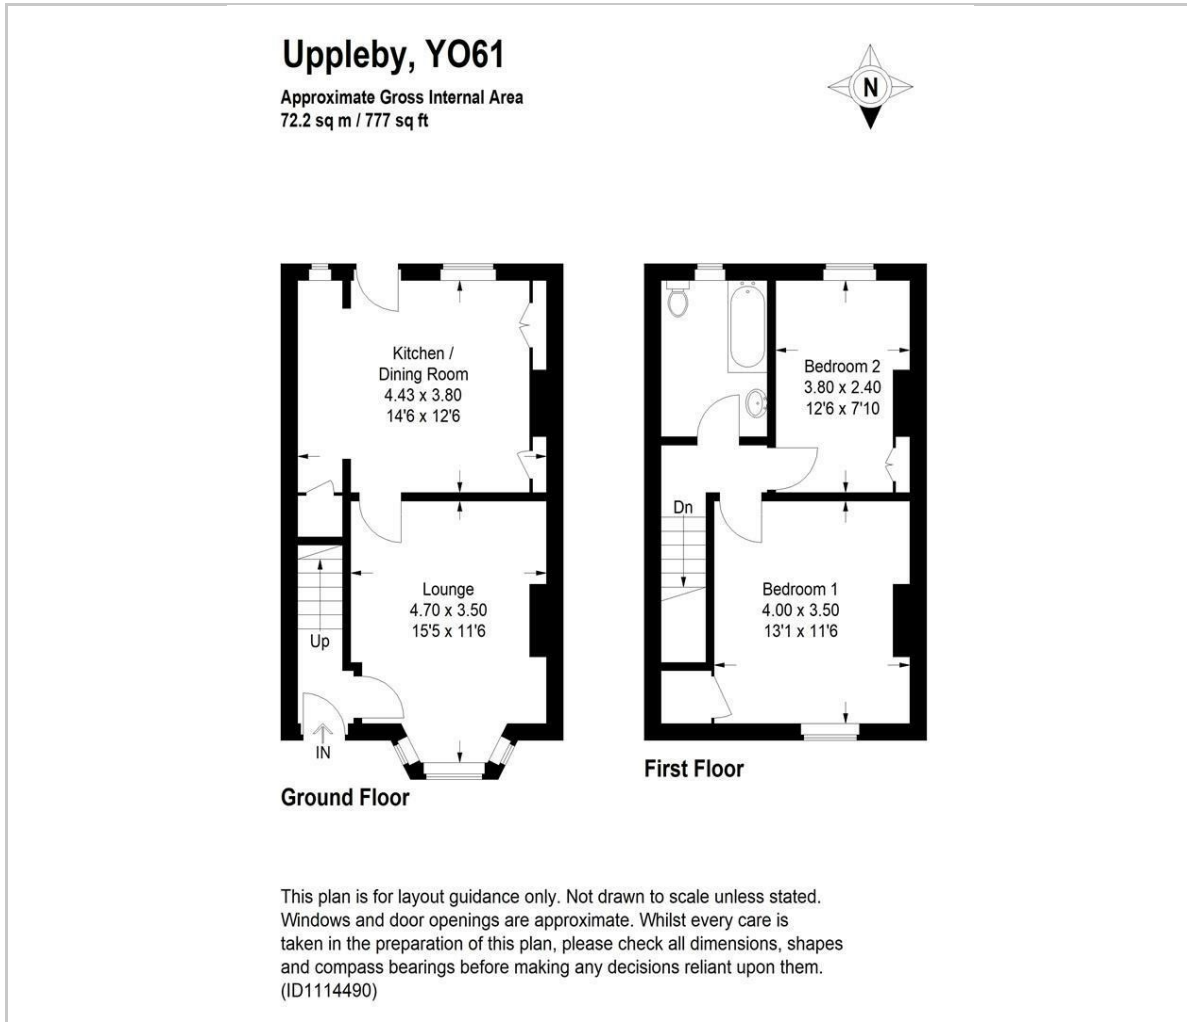 Uppleby, YO61
Approximate Gross Internal Area
72.2 sq m / 777 sq ft
N
Kitchen /
Dining Room
4.43 x 3.80
14'6 x 12'6
Lounge
4.70 x 3.50
15'5 x 11'6
Up
IN
Ground Floor
Bedroom 2
3.80 x 2.40
12'6 x 7'10
Dn
Bedroom 1
4.00 x 3.50
13'1 x 11'6
First Floor
This plan is for layout guidance only. Not drawn to scale unless stated.
Windows and door openings are approximate. Whilst every care is
taken in the preparation of this plan, please check all dimensions, shapes
and compass bearings before making any decisions reliant upon them.
(ID1114490)